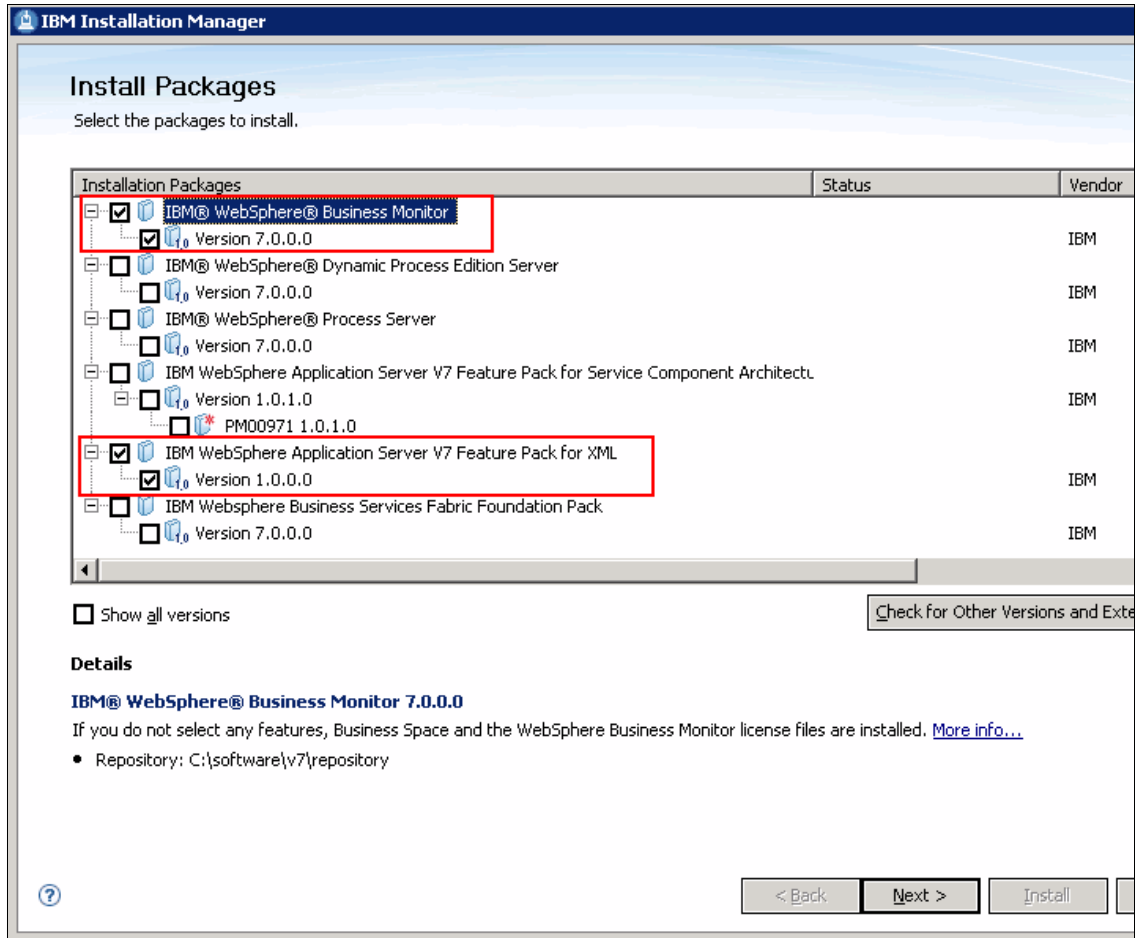 IBM Installation Manager
Install Packages
Select the packages to install.
Installation Packages Status Vendor
IBM® WebSphere® Business Monitor
Version 7.0.0.0 IBM
IBM® WebSphere® Dynamic Process Edition Server
Version 7.0.0.0 IBM
IBM® WebSphere® Process Server
Version 7.0.0.0 IBM
IBM WebSphere Application Server V7 Feature Pack for Service Component Architectu
Version 1.0.1.0 IBM
PM00971 1.0.1.0
IBM WebSphere Application Server V7 Feature Pack for XML
Version 1.0.0.0 IBM
IBM Websphere Business Services Fabric Foundation Pack
Version 7.0.0.0 IBM
Show all versions Check for Other Versions and Exte
Details
IBM® WebSphere® Business Monitor 7.0.0.0
If you do not select any features, Business Space and the WebSphere Business Monitor license files are installed. More info...
• Repository: C:\software\v7\repository
< Back Next > Install